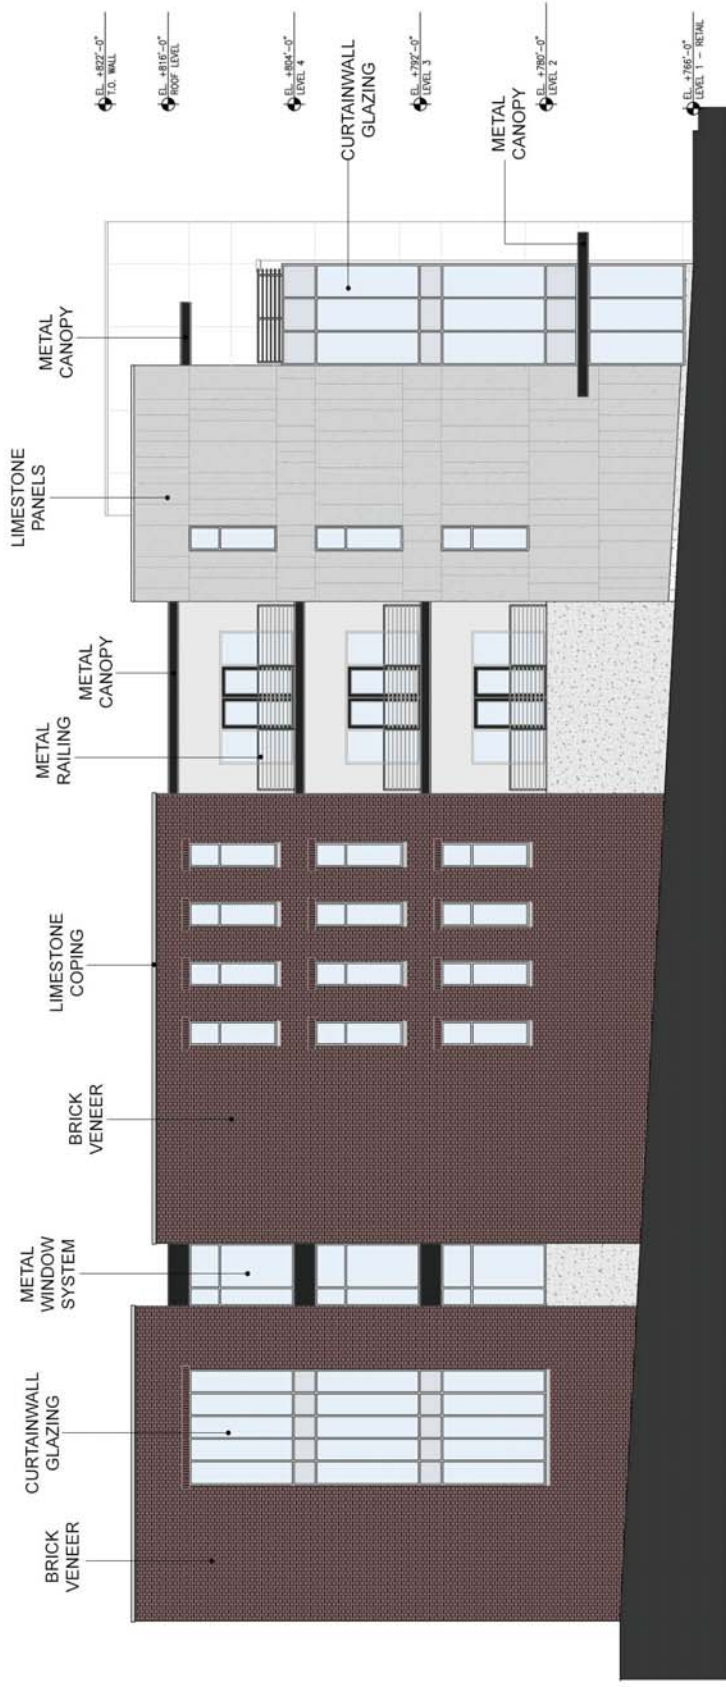 BRICK
VENEER
CURTAINWALL
GLAZING
METAL
WINDOW
SYSTEM
BRICK
VENEER
LIMESTONE
COPING
METAL
RAILING
METAL
CANOPY
LIMESTONE
PANELS
METAL
CANOPY
EL. +822'-0"
T.O. WALL
EL. +816'-0"
ROOF LEVEL
EL. +804'-0"
LEVEL 4
CURTAINWALL
GLAZING
EL. +792'-0"
LEVEL 3
METAL
CANOPY
EL. +780'-0"
LEVEL 2
EL. +766'-0"
LEVEL 1 - RETAIL